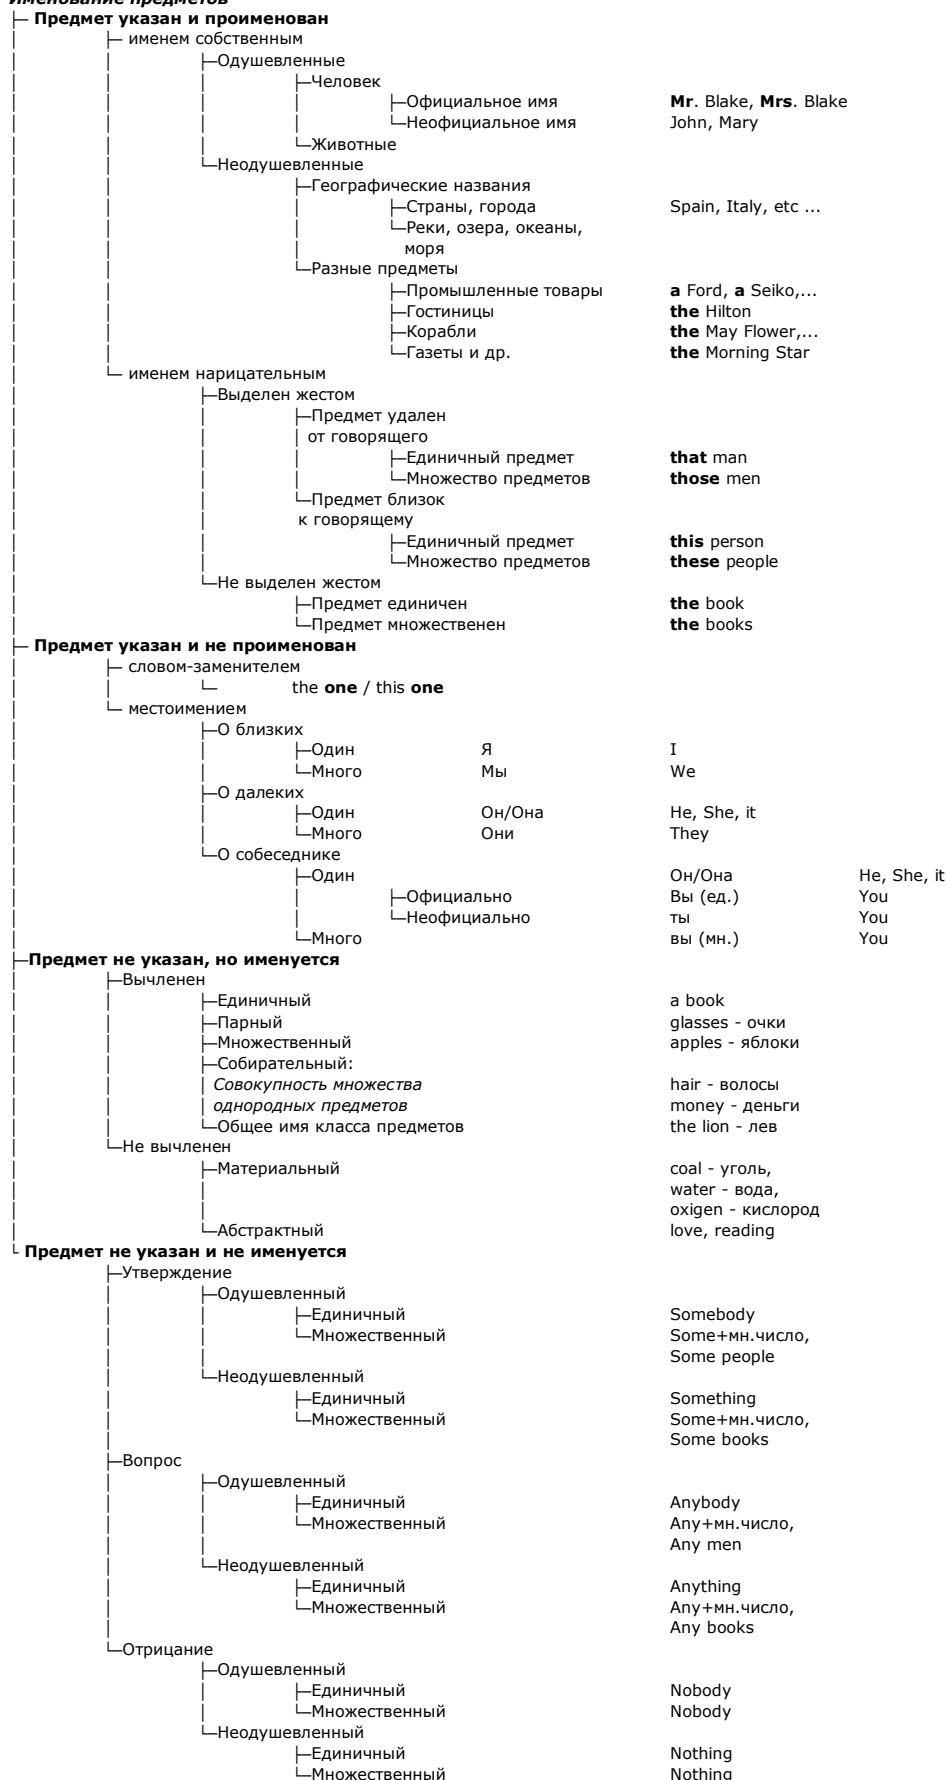 Именование предметов
Предмет указан и проименован
именем собственным
Одушевленные
Человек
Официальное имя Mr. Blake, Mrs. Blake
Неофициальное имя John, Mary
Животные
Неодушевленные
Географические названия
Страны, города Spain, Italy, etc ...
Реки, озера, океаны,
моря
Разные предметы
Промышленные товары a Ford, a Seiko,...
Гостиницы the Hilton
Корабли the May Flower,...
Газеты и др. the Morning Star
именем нарицательным
Выделен жестом
Предмет удален
от говорящего
Единичный предмет that man
Множество предметов those men
Предмет близок
к говорящему
Единичный предмет this person
Множество предметов these people
Не выделен жестом
Предмет единичен the book
Предмет множественен the books
Предмет указан и не проименован
словом-заменителем
the one / this one
местоимением
О близких
Один Я I
Много Мы We
О далеких
Один Он/Она He, She, it
Много Они They
О собеседнике
Один Он/Она He, She, it
Официально Вы (ед.) You
Неофициально ты You
Много вы (мн.) You
Предмет не указан, но именуется
Вычленен
Единичный a book
Парный glasses - очки
Множественный apples - яблоки
Собирательный:
Совокупность множества hair - волосы
однородных предметов money - деньги
Общее имя класса предметов the lion - лев
Не вычленен
Материальный coal - уголь,
water - вода,
oxigen - кислород
Абстрактный love, reading
Предмет не указан и не именуется
Утверждение
Одушевленный
Единичный Somebody
Множественный Some+мн.число,
Some people
Неодушевленный
Единичный Something
Множественный Some+мн.число,
Some books
Вопрос
Одушевленный
Единичный Anybody
Множественный Any+мн.число,
Any men
Неодушевленный
Единичный Anything
Множественный Any+мн.число,
Any books
Отрицание
Одушевленный
Единичный Nobody
Множественный Nobody
Неодушевленный
Единичный Nothing
Множественный Nothing